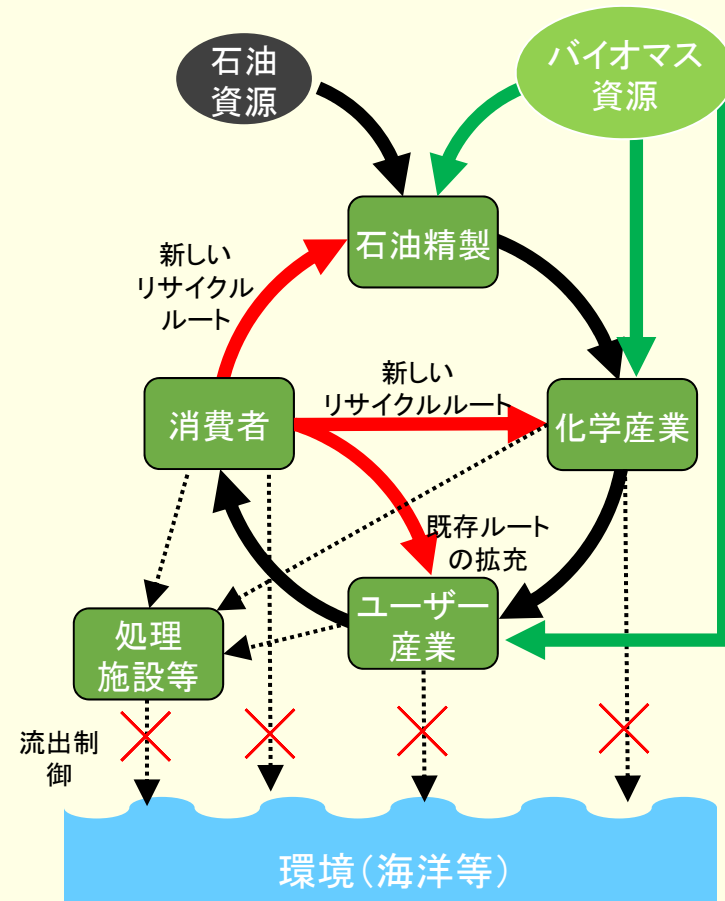 石油
資源
バイオマス
資源
石油精製
新しい
リサイクル
ルート
新しい
リサイクルルート
消費者
化学産業
既存ルート
の拡充
ユーザー
産業
処理
施設等
流出制
御
環境(海洋等)